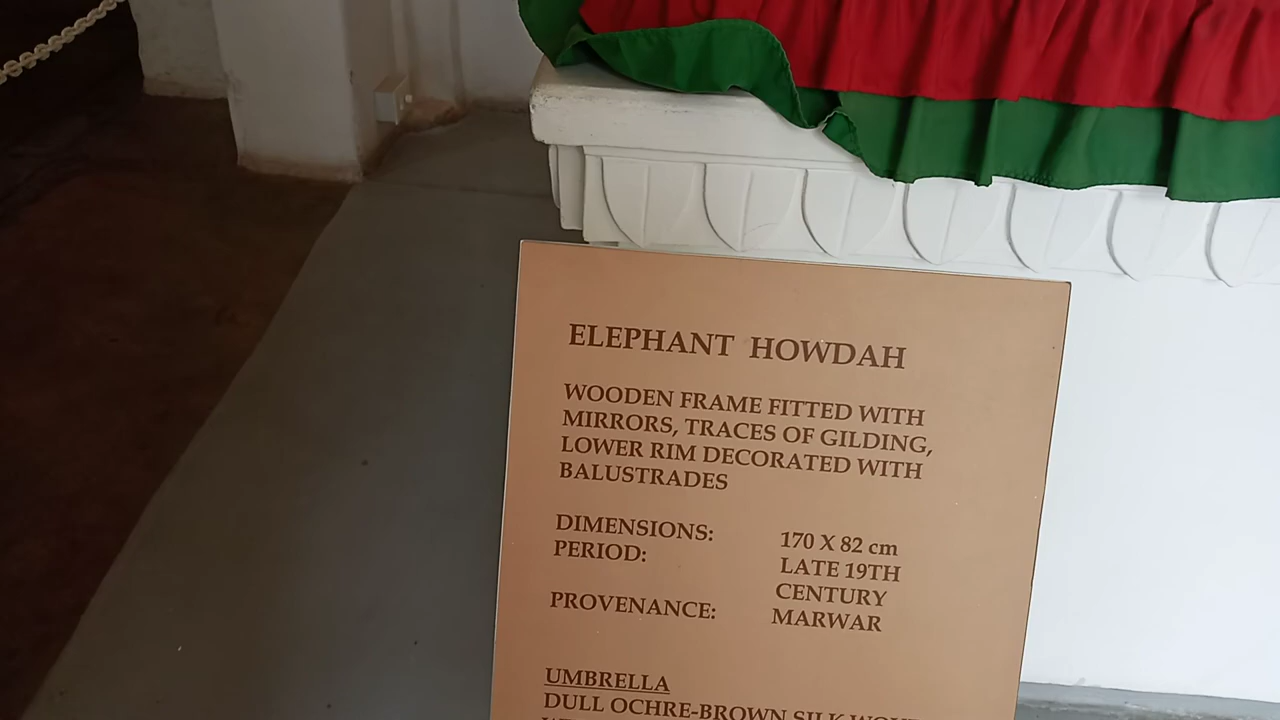 ELEPHANT HOWDAH
WOODEN FRAME FITTED WITH
MIRRORS, TRACES OF GILDING,
LOWER RIM DECORATED WITH
BALUSTRADES
DIMENSIONS: 170 X 82 cm
PERIOD: LATE 19TH
CENTURY
PROVENANCE: MARWAR
UMBRELLA
DULL OCHRE-BROWN SILK